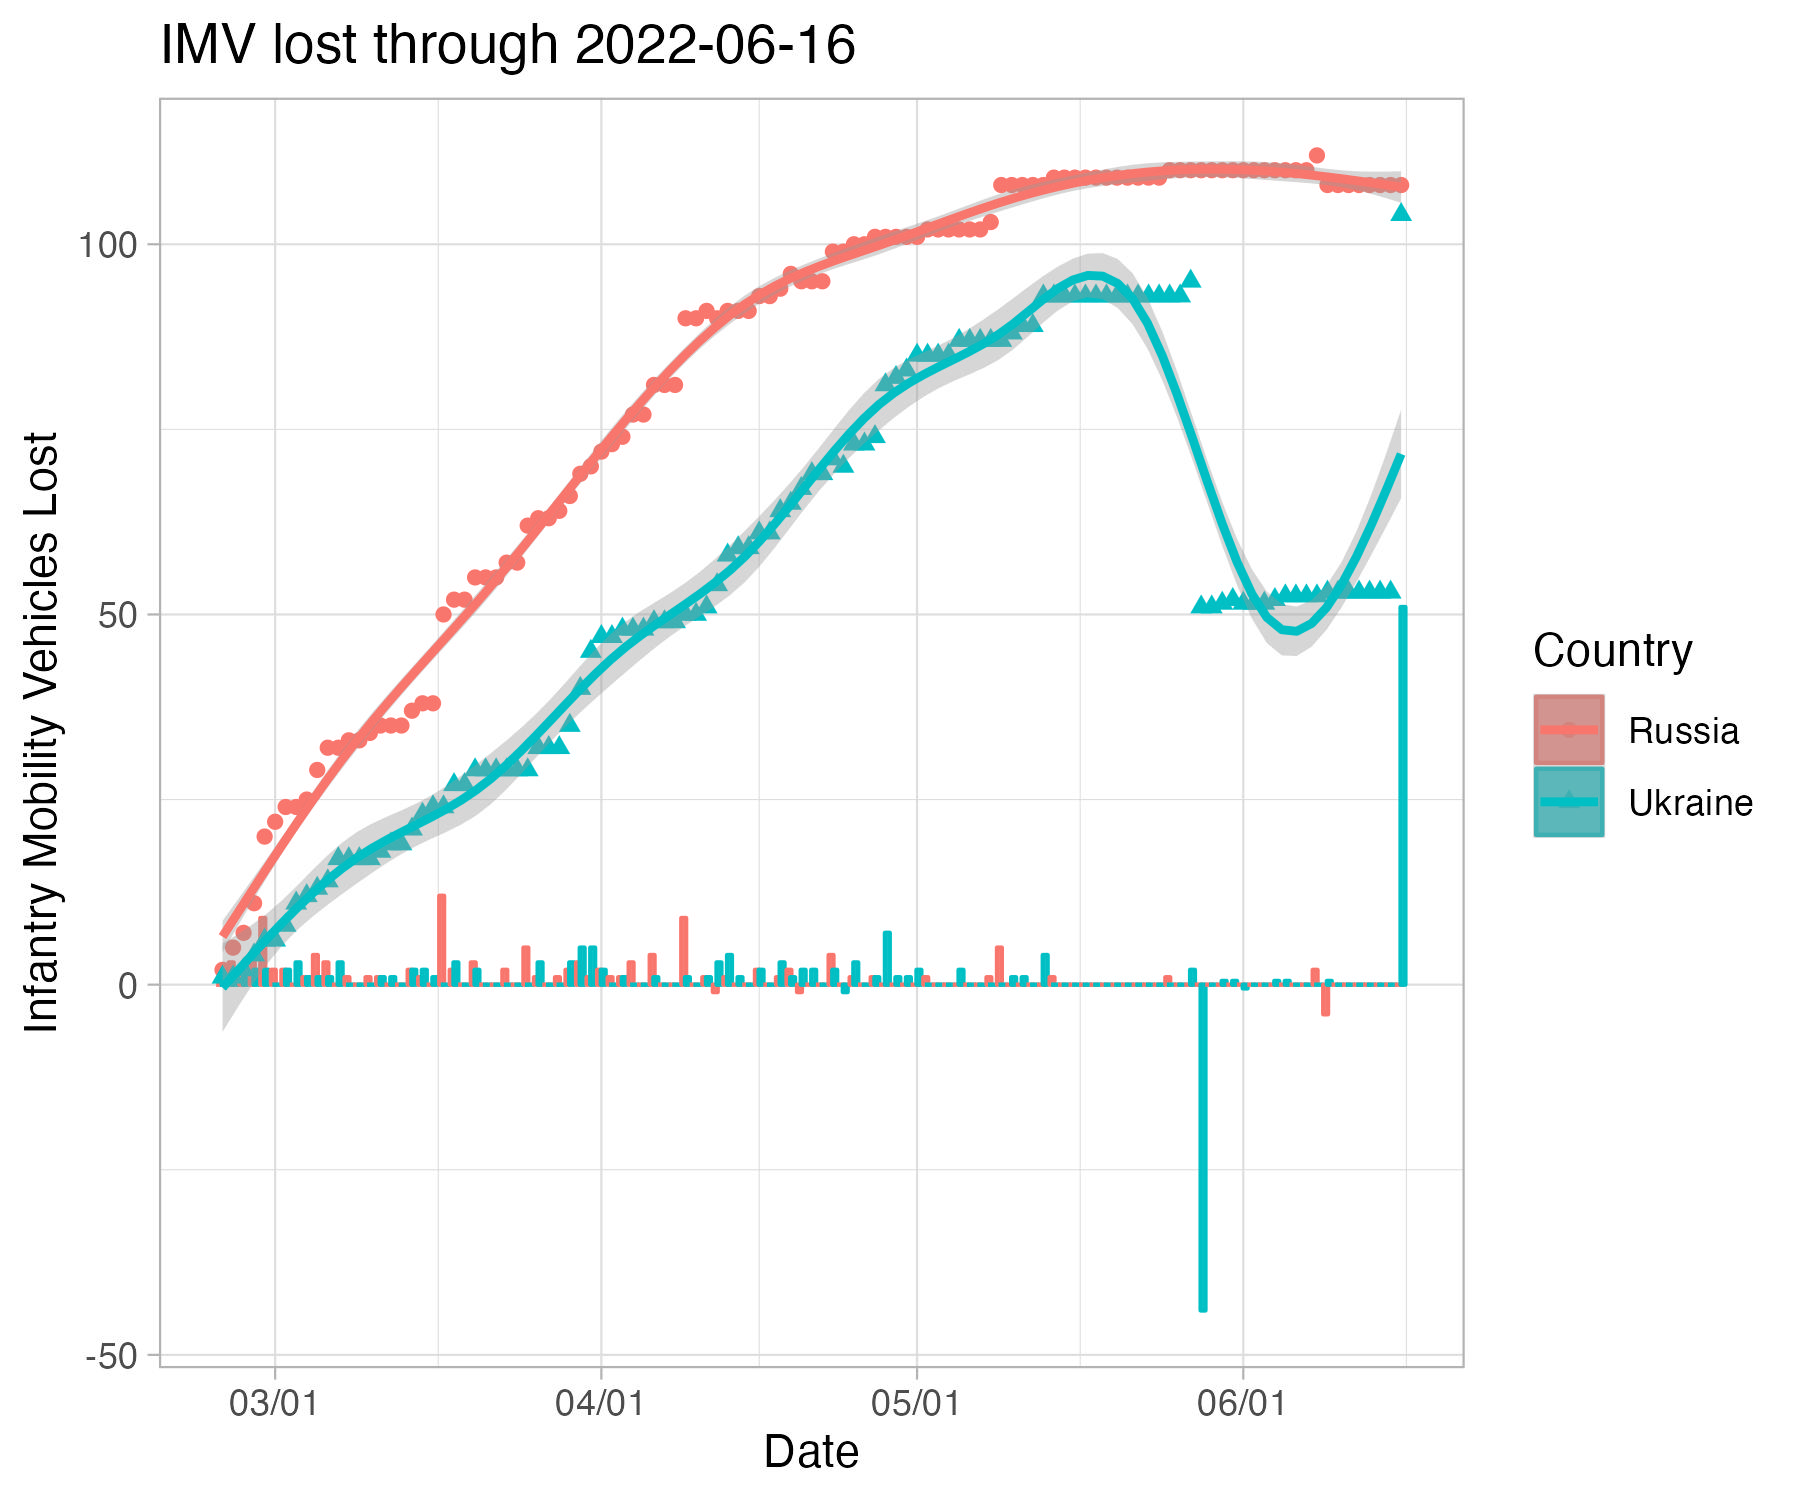 IMV lost through 2022-06-16
Infantry Mobility Vehicles Lost
100
50
0
-50
03/01
04/01
05/01
06/01
Date
Country
Russia
Ukraine